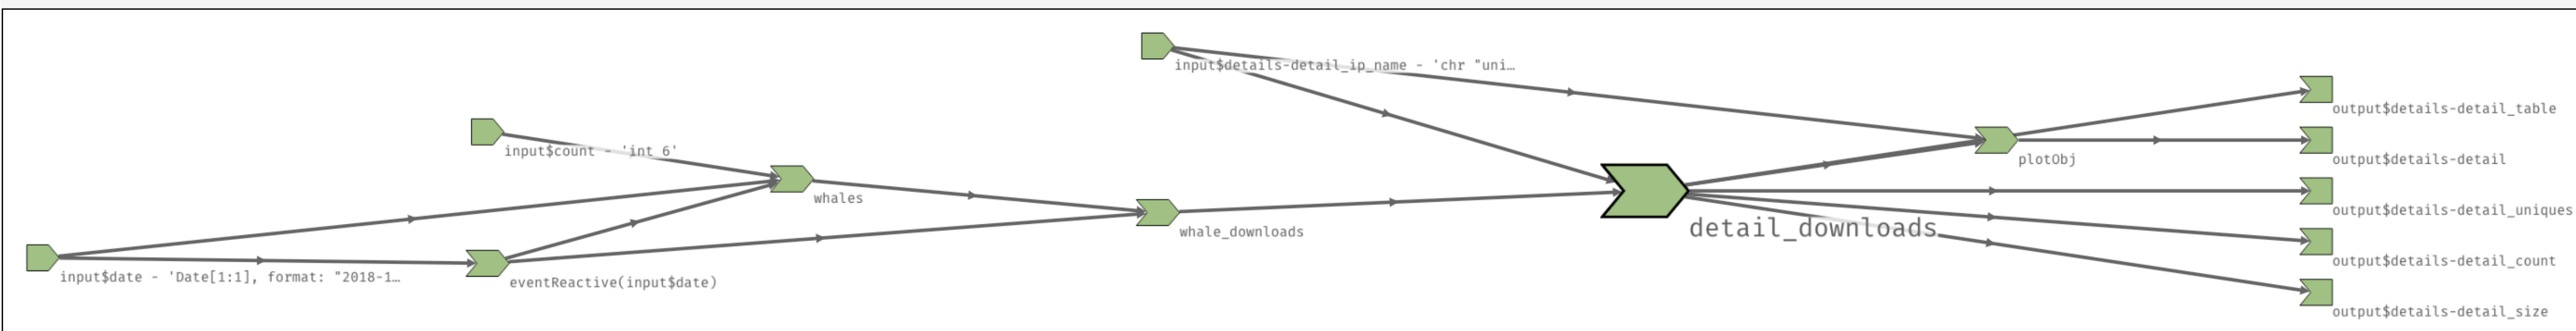 input$details-detail_ip_name - 'chr "uni…
output$details-detail_table
input$count - 'int 6'
plotObj
output$details-detail
whales
output$details-detail_uniques
whale_downloads
detail_downloads
output$details-detail_count
input$date - 'Date[1:1], format: "2018-1…
eventReactive(input$date)
output$details-detail_size